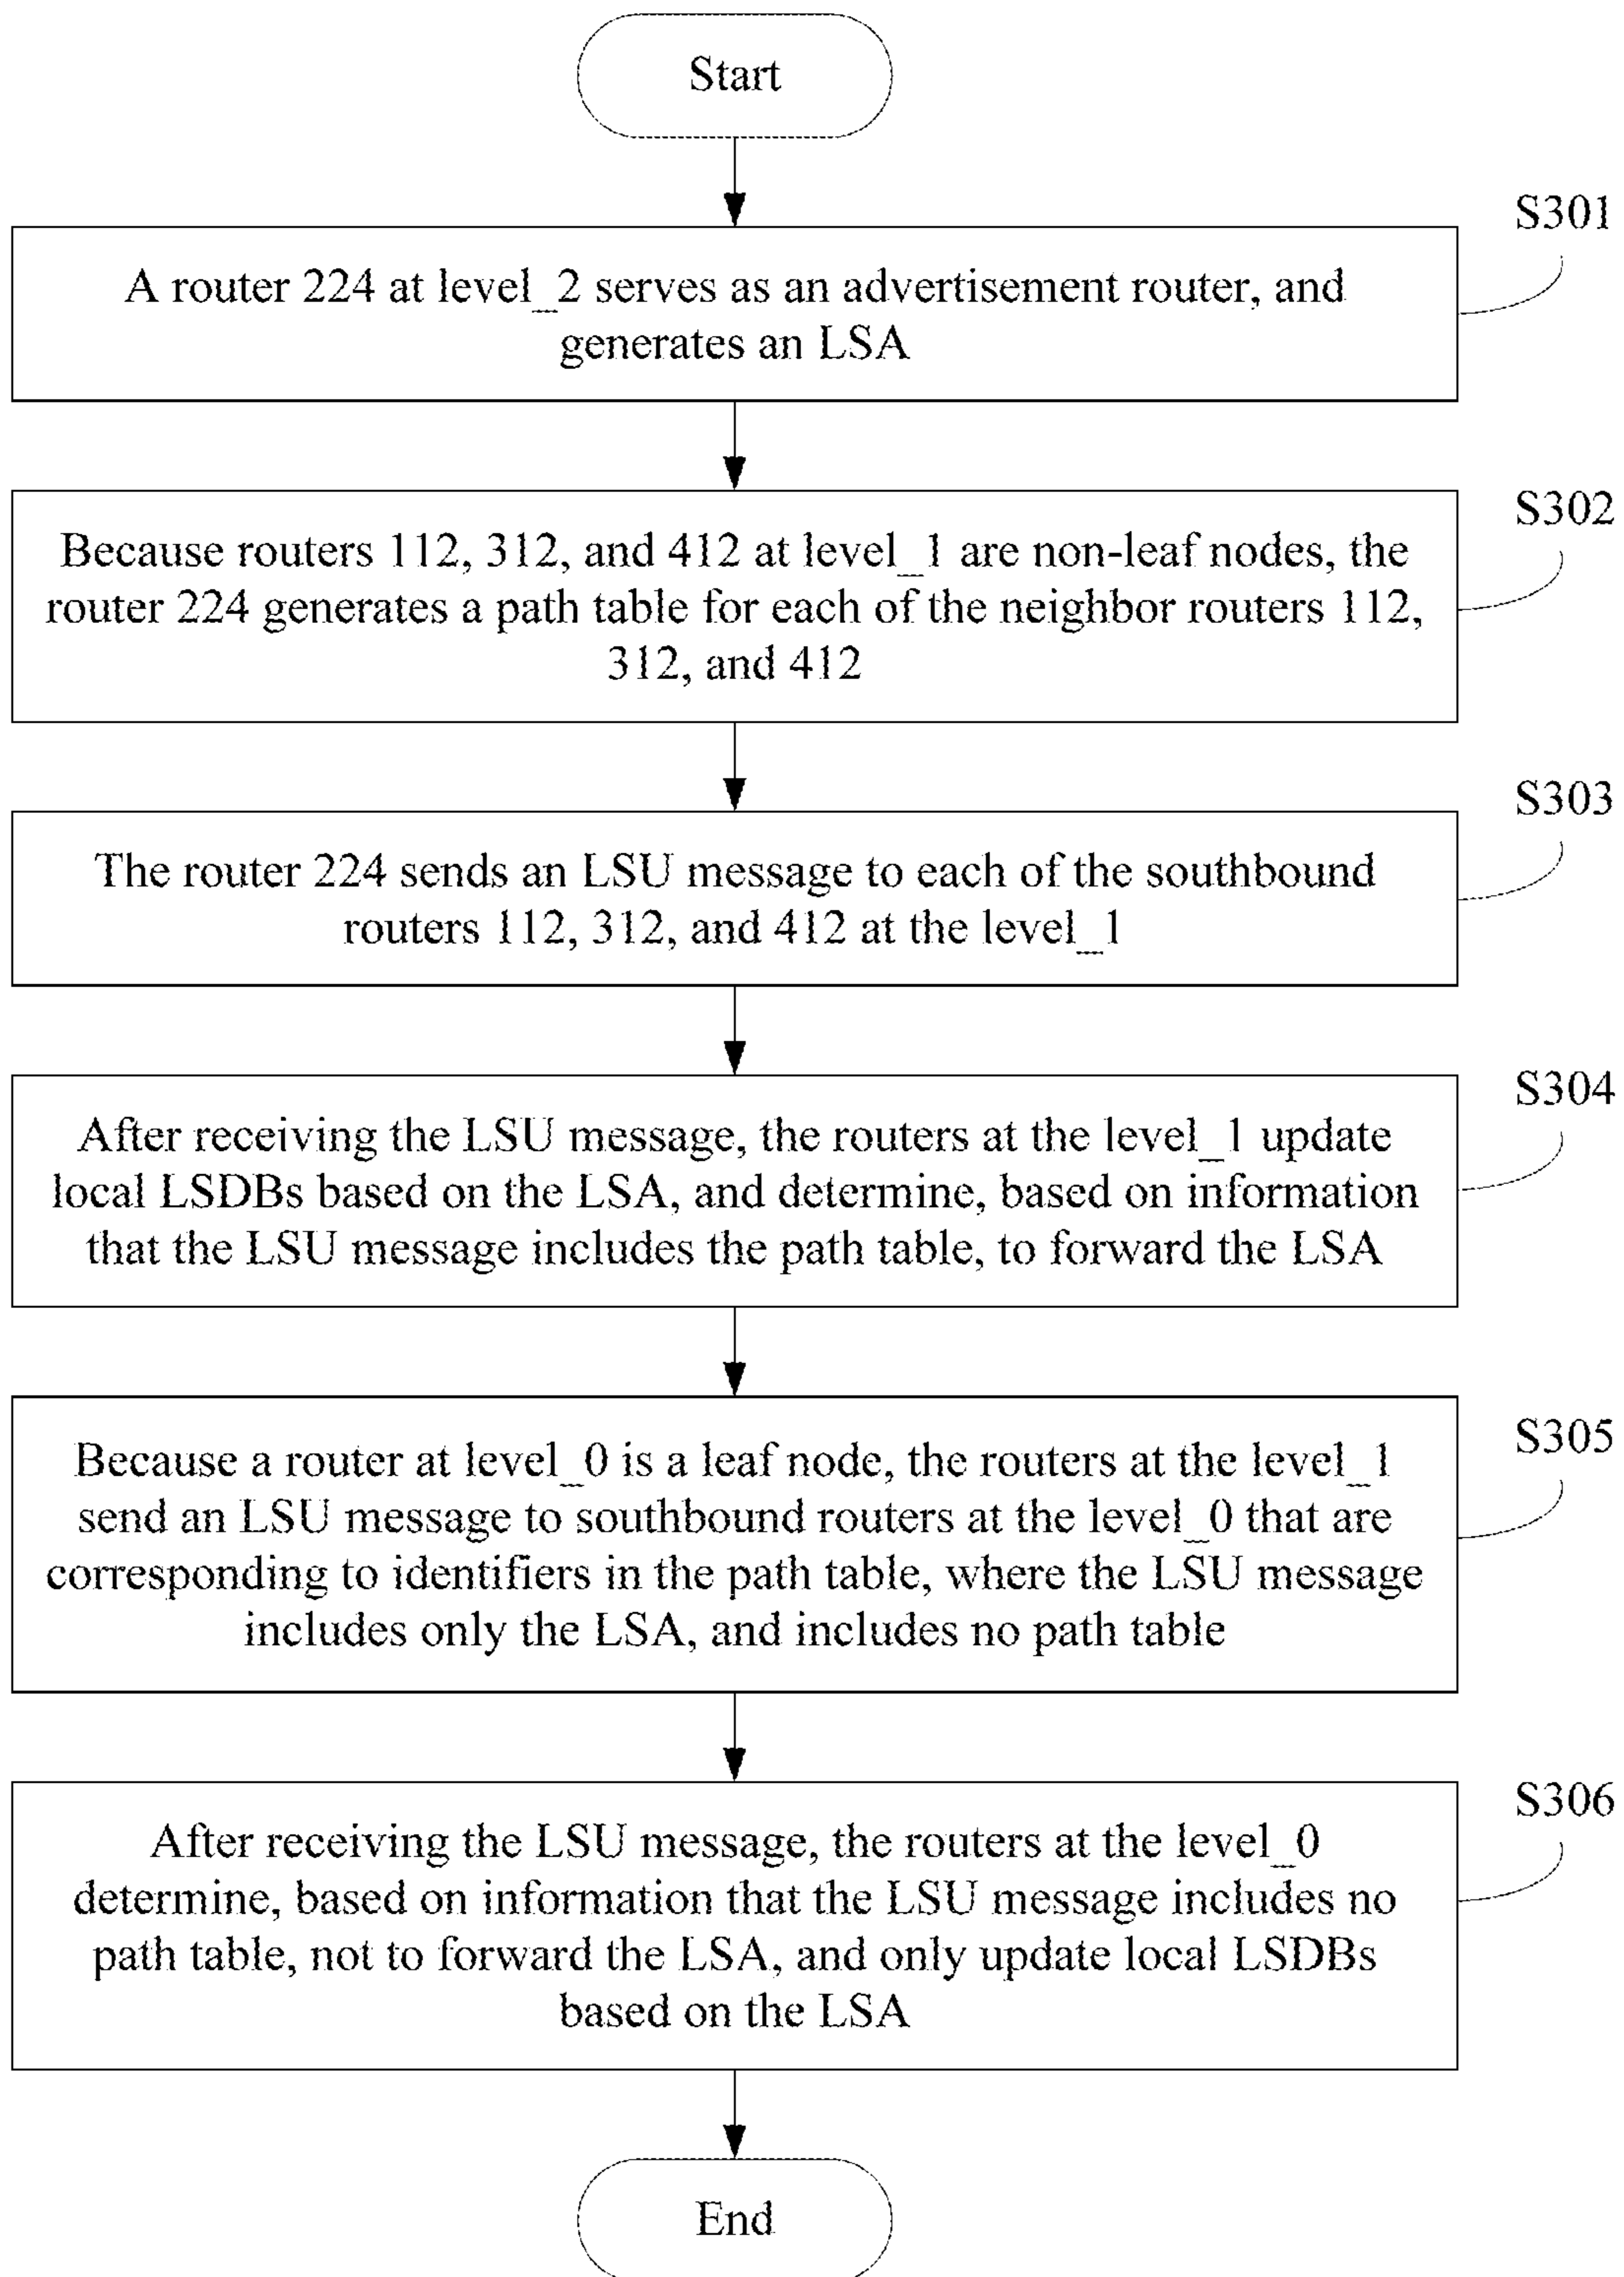 Start
S301
A router 224 at level_2 serves as an advertisement router, and
generates an LSA
S302
Because routers 112, 312, and 412 at level_1 are non-leaf nodes, the
router 224 generates a path table for each of the neighbor routers 112,
312, and 412
S303
The router 224 sends an LSU message to each of the southbound
routers 112, 312, and 412 at the level_1
S304
After receiving the LSU message, the routers at the level_1 update
local LSDBs based on the LSA, and determine, based on information
that the LSU message includes the path table, to forward the LSA
S305
Because a router at level_0 is a leaf node, the routers at the level_1
send an LSU message to southbound routers at the level_0 that are
corresponding to identifiers in the path table, where the LSU message
includes only the LSA, and includes no path table
S306
After receiving the LSU message, the routers at the level_0
determine, based on information that the LSU message includes no
path table, not to forward the LSA, and only update local LSDBs
based on the LSA
End